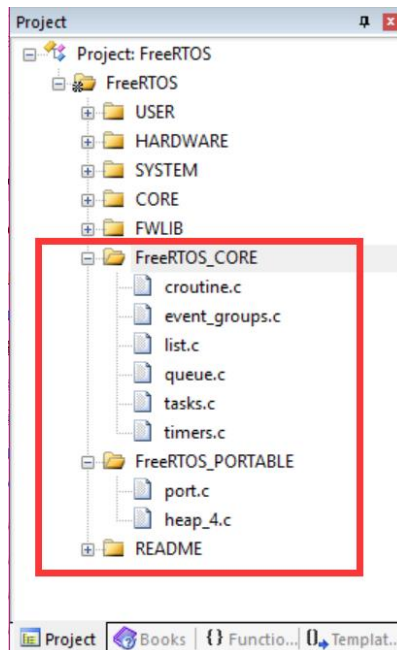 Project
Project: FreeRTOS
FreeRTOS
USER
HARDWARE
SYSTEM
CORE
FWLIB
FreeRTOS_CORE
croutine.c
event_groups.c
list.c
queue.c
tasks.c
timers.c
FreeRTOS_PORTABLE
port.c
heap_4.c
README
Project Books {} Functio... 0 Templat...